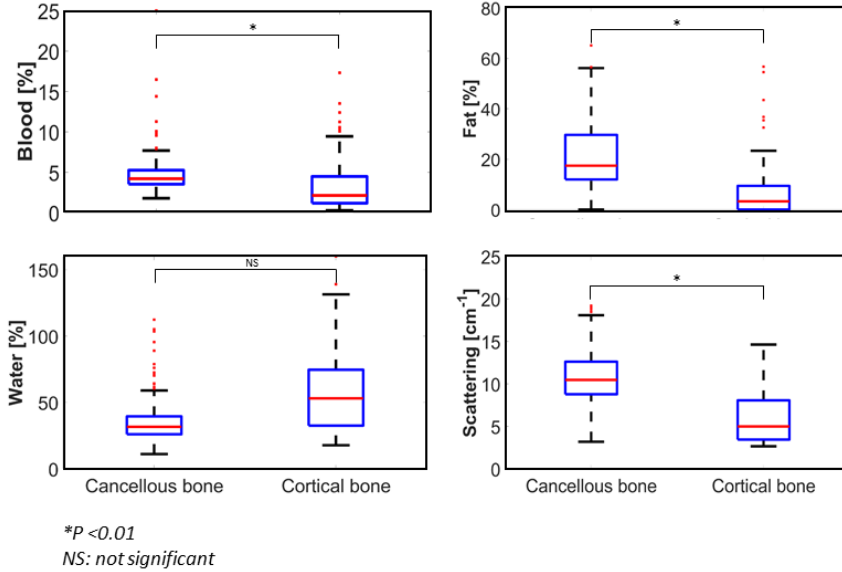 25
20
15
10
5
0
Blood [%]
*
80
60
40
20
0
Fat [%]
*
150
100
50
0
Water [%]
NS
Cancellous bone Cortical bone
25
20
15
10
5
0
Scattering [cm⁻¹]
*
Cancellous bone Cortical bone
*P <0.01
NS: not significant